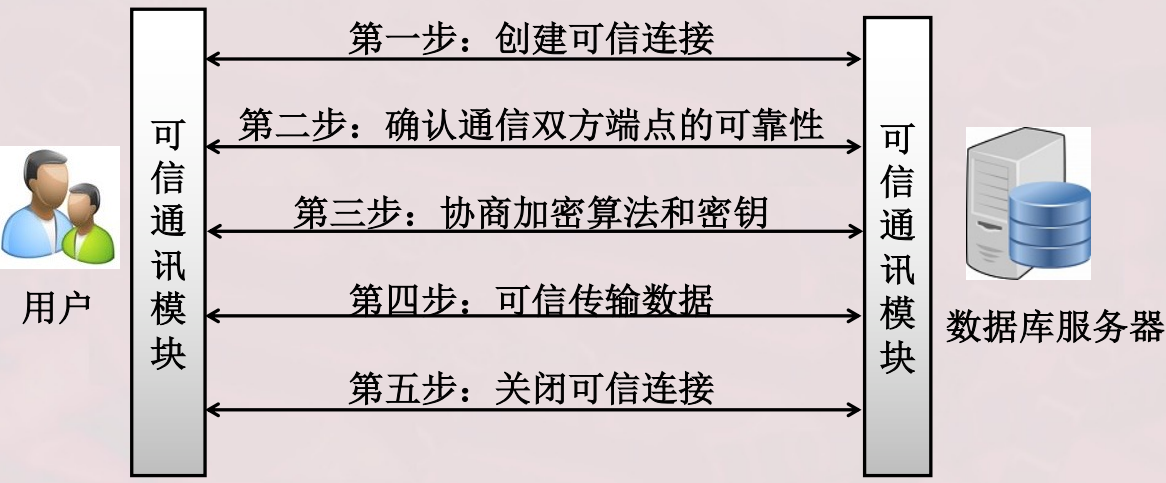 第一步：创建可信连接
第二步：确认通信双方端点的可靠性
第三步：协商加密算法和密钥
第四步：可信传输数据
第五步：关闭可信连接
可信通讯模块
可信通讯模块
用户
数据库服务器